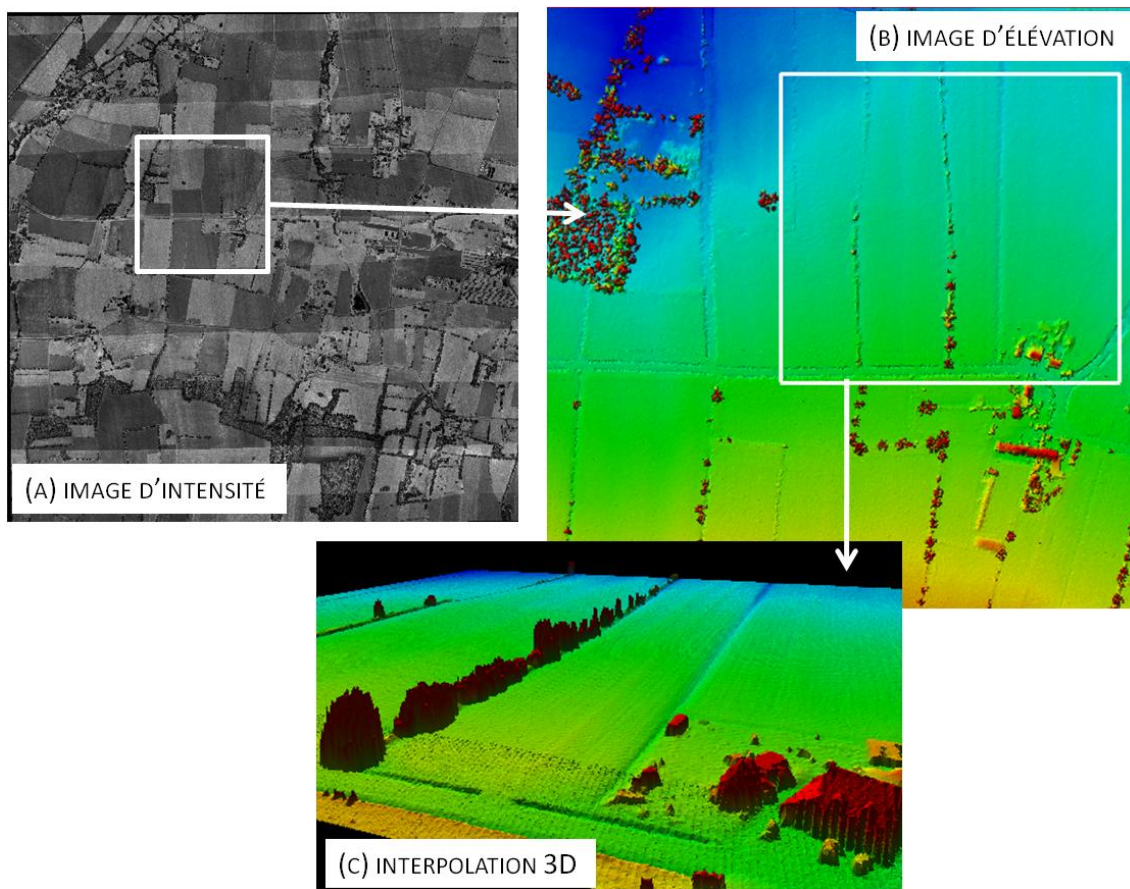 (B) IMAGE D'ÉLÉVATION
(A) IMAGE D'INTENSITÉ
(C) INTERPOLATION 3D